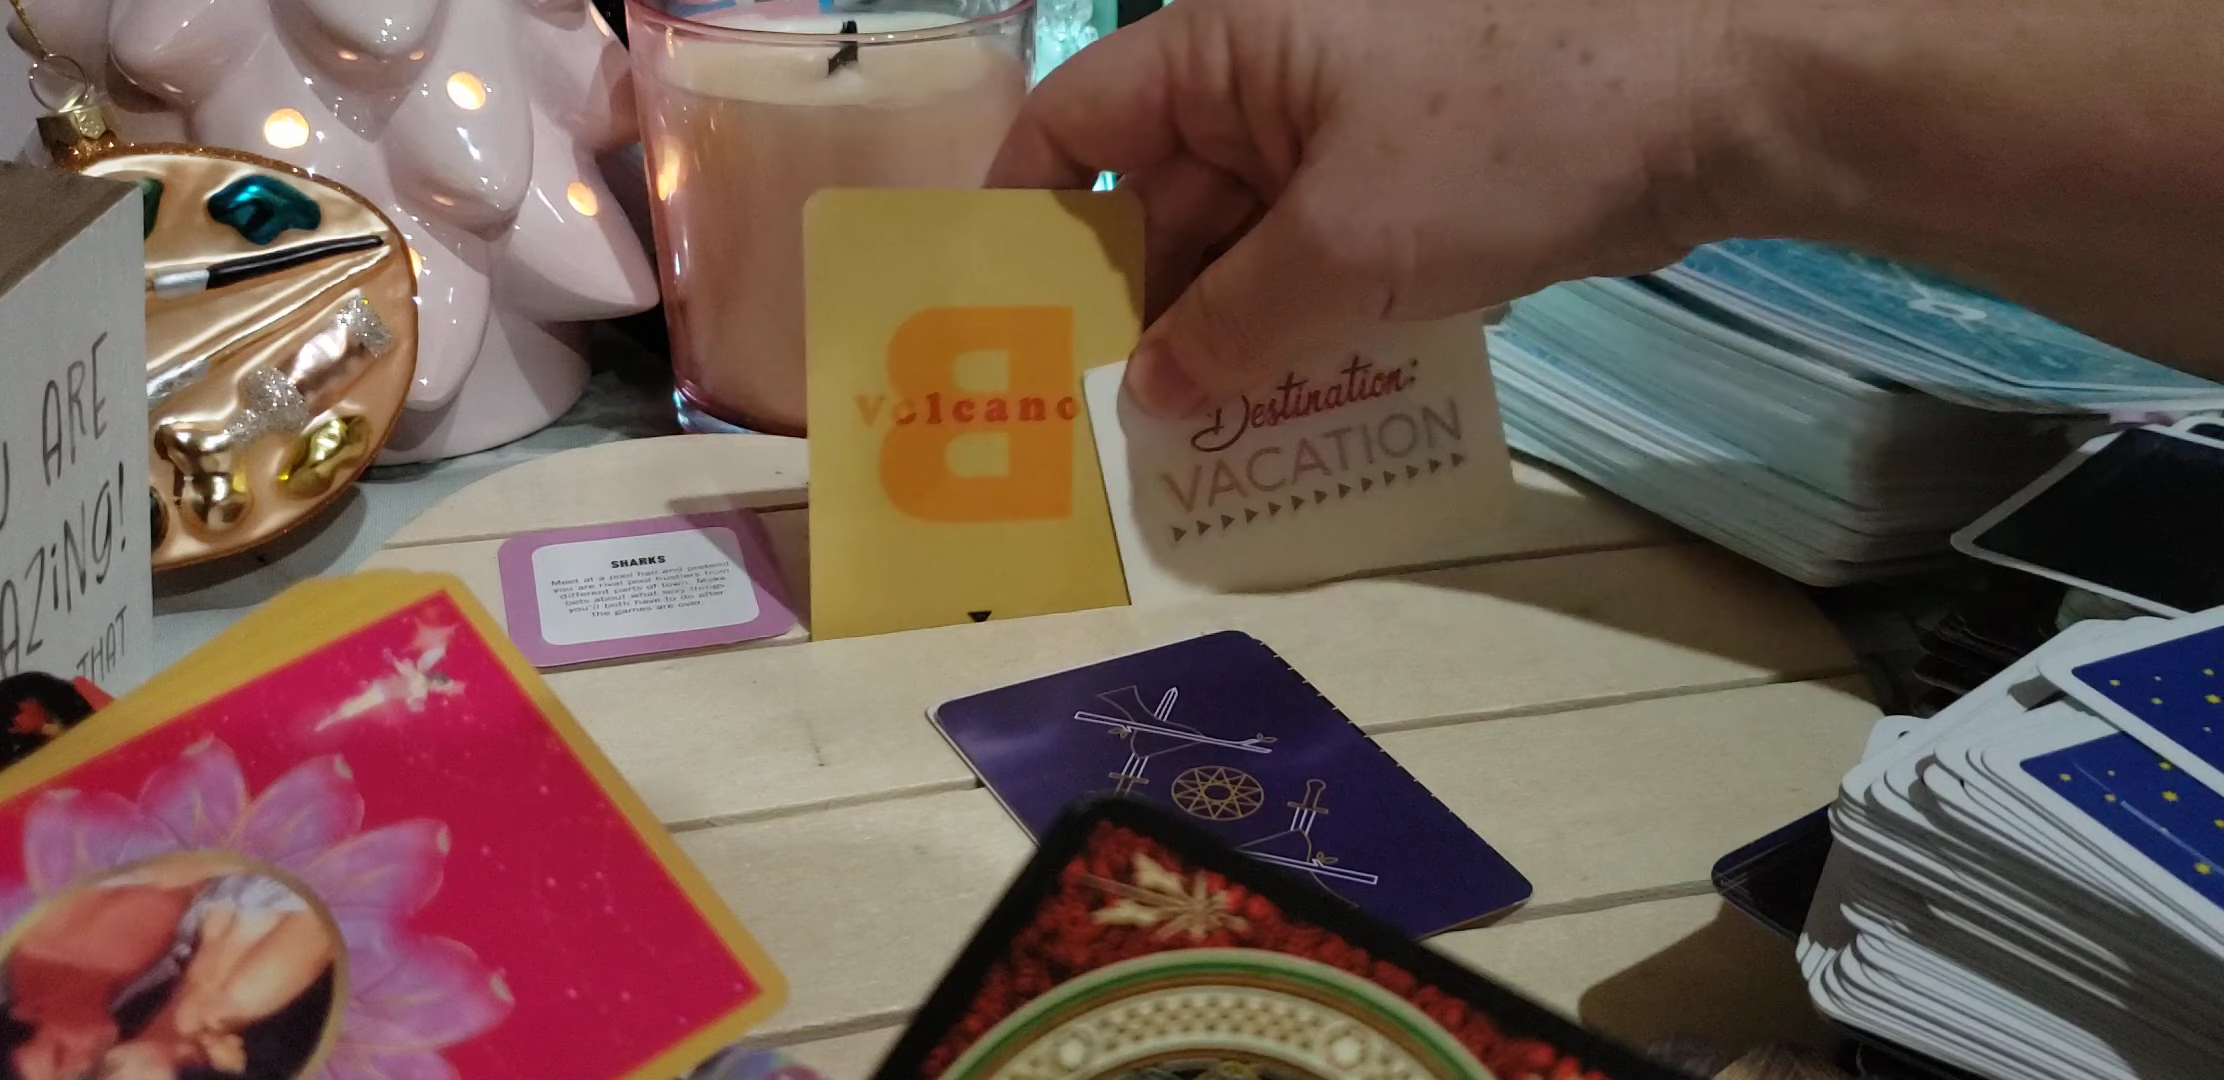 U ARE
AZiNG!
THAT
SHARKS
Meet at a pool hall and pretend
you are rival pool hustlers from
different parts of town. Make
bets about what sexy things
you'll both have to do after
the games are over.
B
Volcano
Destination:
VACATION